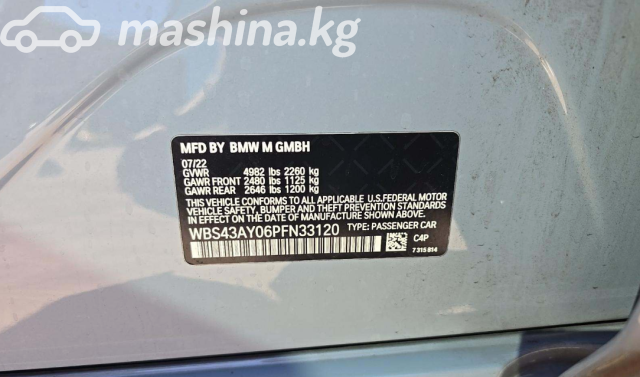 mashina.kg
MFD BY BMW M GMBH
07/22
GVWR 4982 lbs 2260 kg
GAWR FRONT 2480 lbs 1125 kg
GAWR REAR 2646 lbs 1200 kg
THIS VEHICLE CONFORMS TO ALL APPLICABLE U.S.FEDERAL MOTOR
VEHICLE SAFETY, BUMPER AND THEFT PREVENTION STANDARDS
IN EFFECT ON THE DATE OF MANUFACTURE SHOWN ABOVE.
WBS43AY06PFN33120 TYPE: PASSENGER CAR
C4P
7 315 814